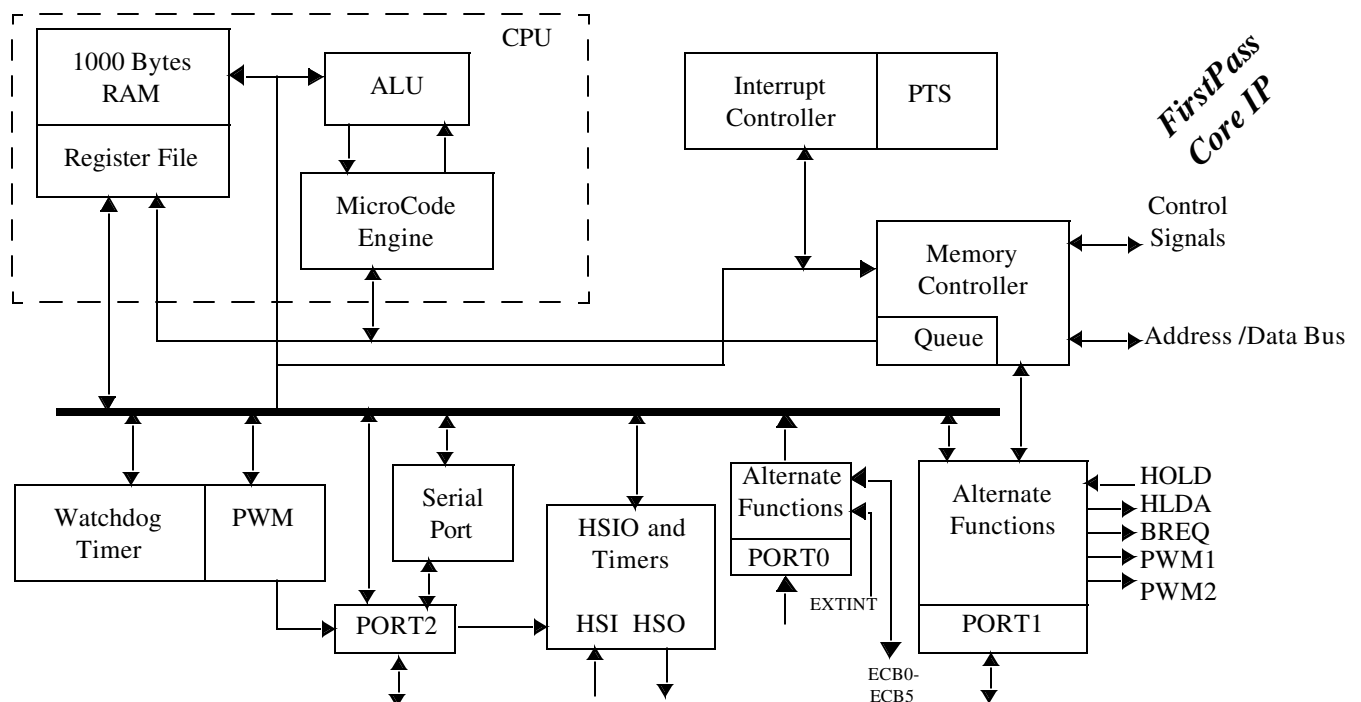 CPU
1000 Bytes
RAM
Register File
ALU
MicroCode
Engine
Interrupt
Controller
PTS
FirstPass
Core IP
Memory
Controller
Queue
Control
Signals
Address /Data Bus
Watchdog
Timer
PWM
Serial
Port
PORT2
HSIO and
Timers
HSI HSO
Alternate
Functions
PORT0
EXTINT
ECB0-
ECB5
Alternate
Functions
PORT1
HOLD
HLDA
BREQ
PWM1
PWM2